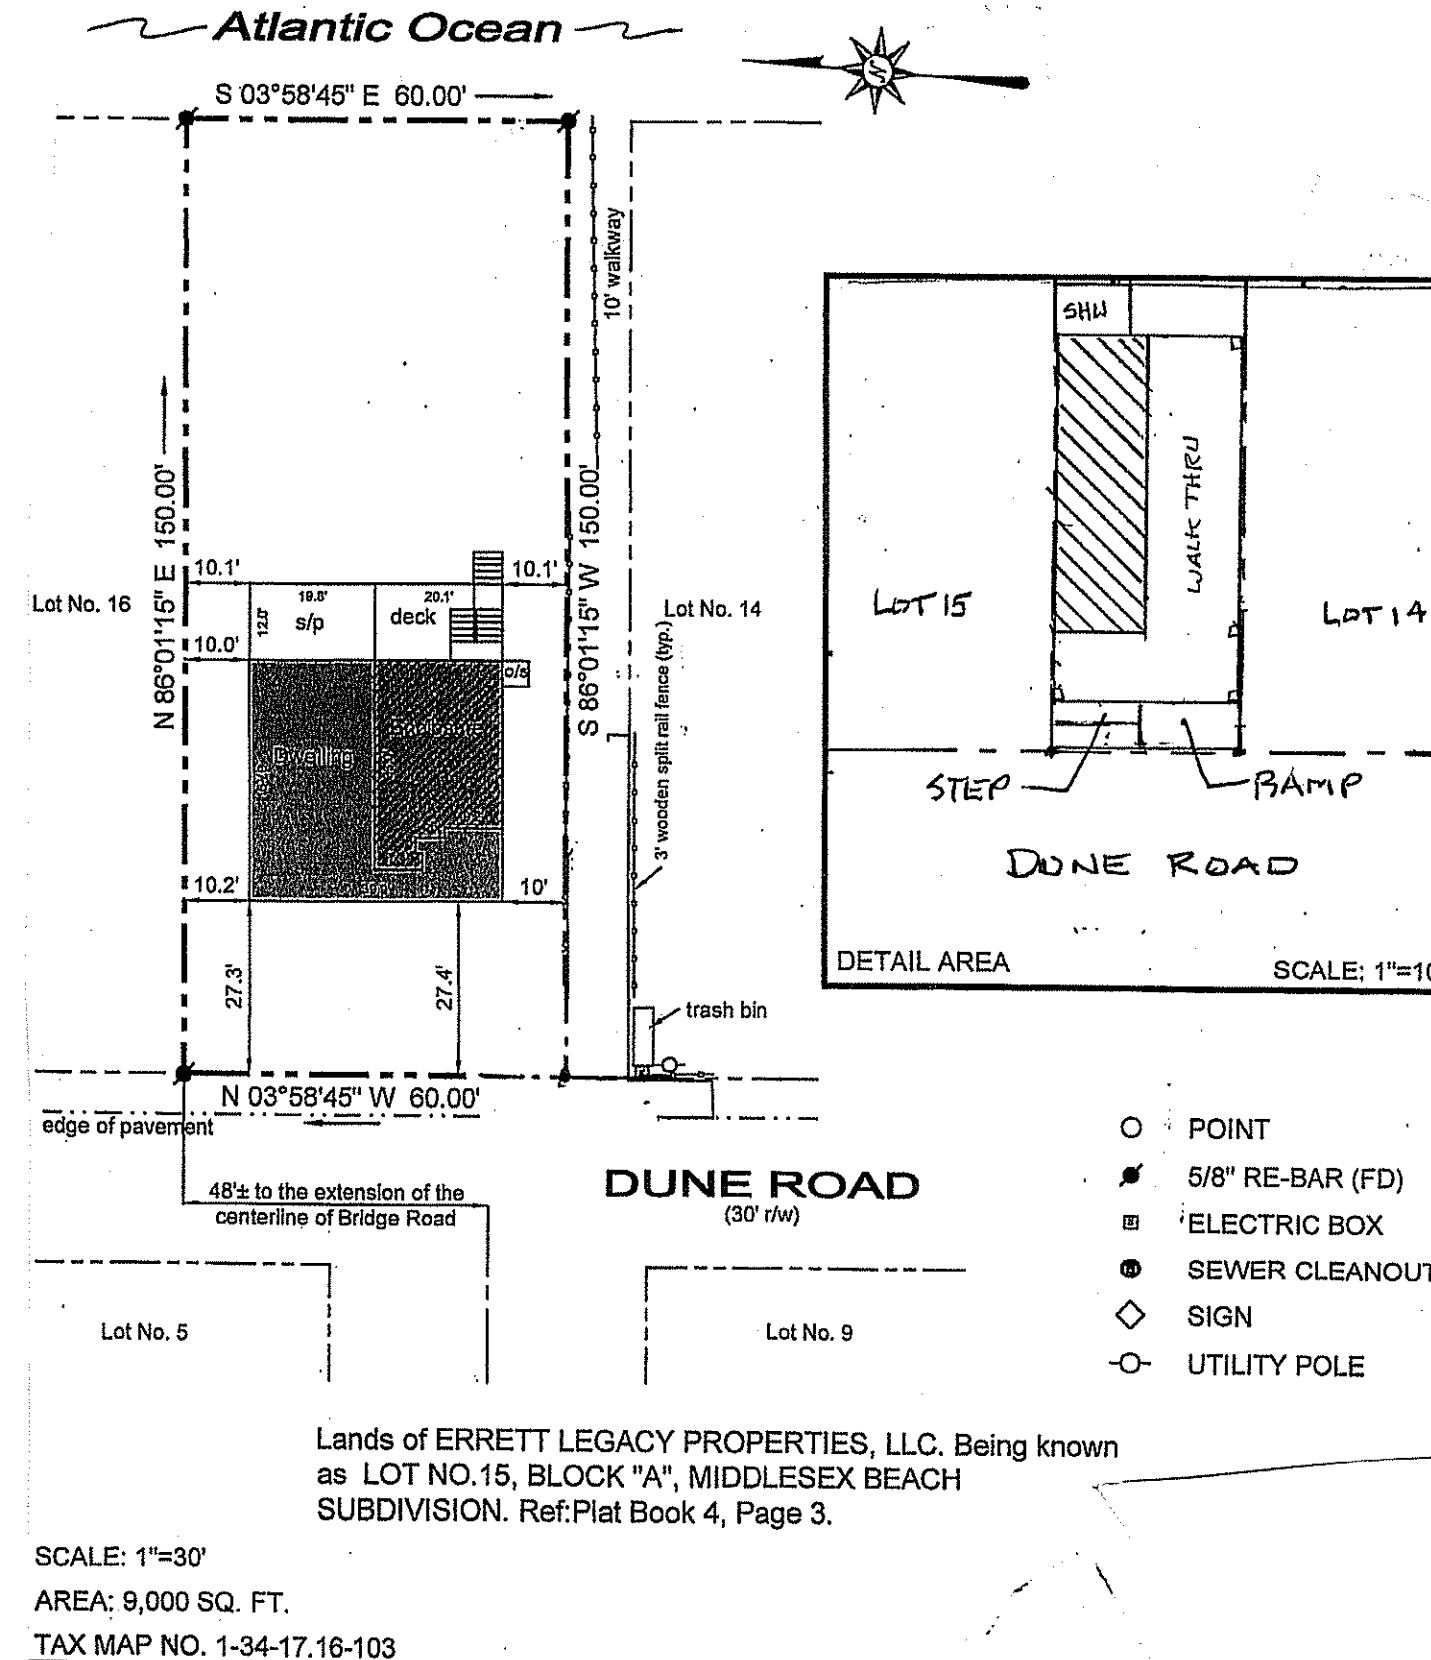 Atlantic Ocean
N
S 03°58'45" E 60.00'
10' walkway
N 86°01'15" E 150.00'
S 86°01'15" W 150.00'
10.1'
10.1'
Lot No. 16
19.8'
20.1'
12.0'
s/p
deck
Lot No. 14
10.0'
o/s
3' wooden split rail fence (typ.)
Dwelling
10.2'
10'
27.3'
27.4'
trash bin
N 03°58'45" W 60.00'
edge of pavement
48'± to the extension of the
centerline of Bridge Road
DUNE ROAD
(30' r/w)
Lot No. 5
Lot No. 9
SHW
WALK THRU
LOT 15
LOT 14
STEP
RAMP
DUNE ROAD
DETAIL AREA
SCALE: 1"=10
POINT
5/8" RE-BAR (FD)
ELECTRIC BOX
SEWER CLEANOUT
SIGN
UTILITY POLE
Lands of ERRETT LEGACY PROPERTIES, LLC. Being known
as LOT NO.15, BLOCK "A", MIDDLESEX BEACH
SUBDIVISION. Ref:Plat Book 4, Page 3.
SCALE: 1"=30'
AREA: 9,000 SQ. FT.
TAX MAP NO. 1-34-17.16-103